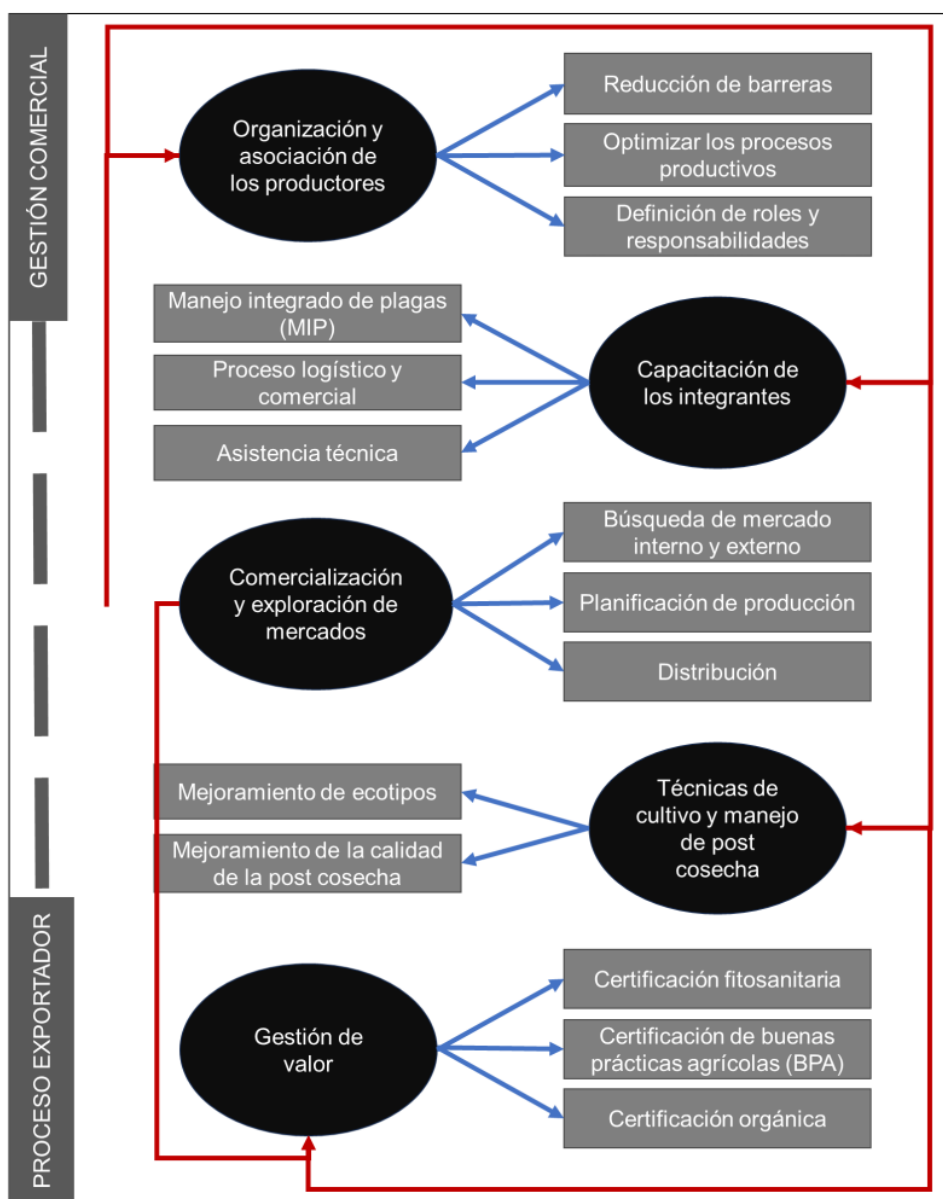 GESTIÓN COMERCIAL
Organización y
asociación de
los productores
Reducción de barreras
Optimizar los procesos
productivos
Definición de roles y
responsabilidades
Manejo integrado de plagas
(MIP)
Proceso logístico y
comercial
Asistencia técnica
Capacitación de
los integrantes
Comercialización
y exploración de
mercados
Búsqueda de mercado
interno y externo
Planificación de producción
Distribución
Mejoramiento de ecotipos
Mejoramiento de la calidad
de la post cosecha
Técnicas de
cultivo y manejo
de post
cosecha
PROCESO EXPORTADOR
Gestión de
valor
Certificación fitosanitaria
Certificación de buenas
prácticas agrícolas (BPA)
Certificación orgánica